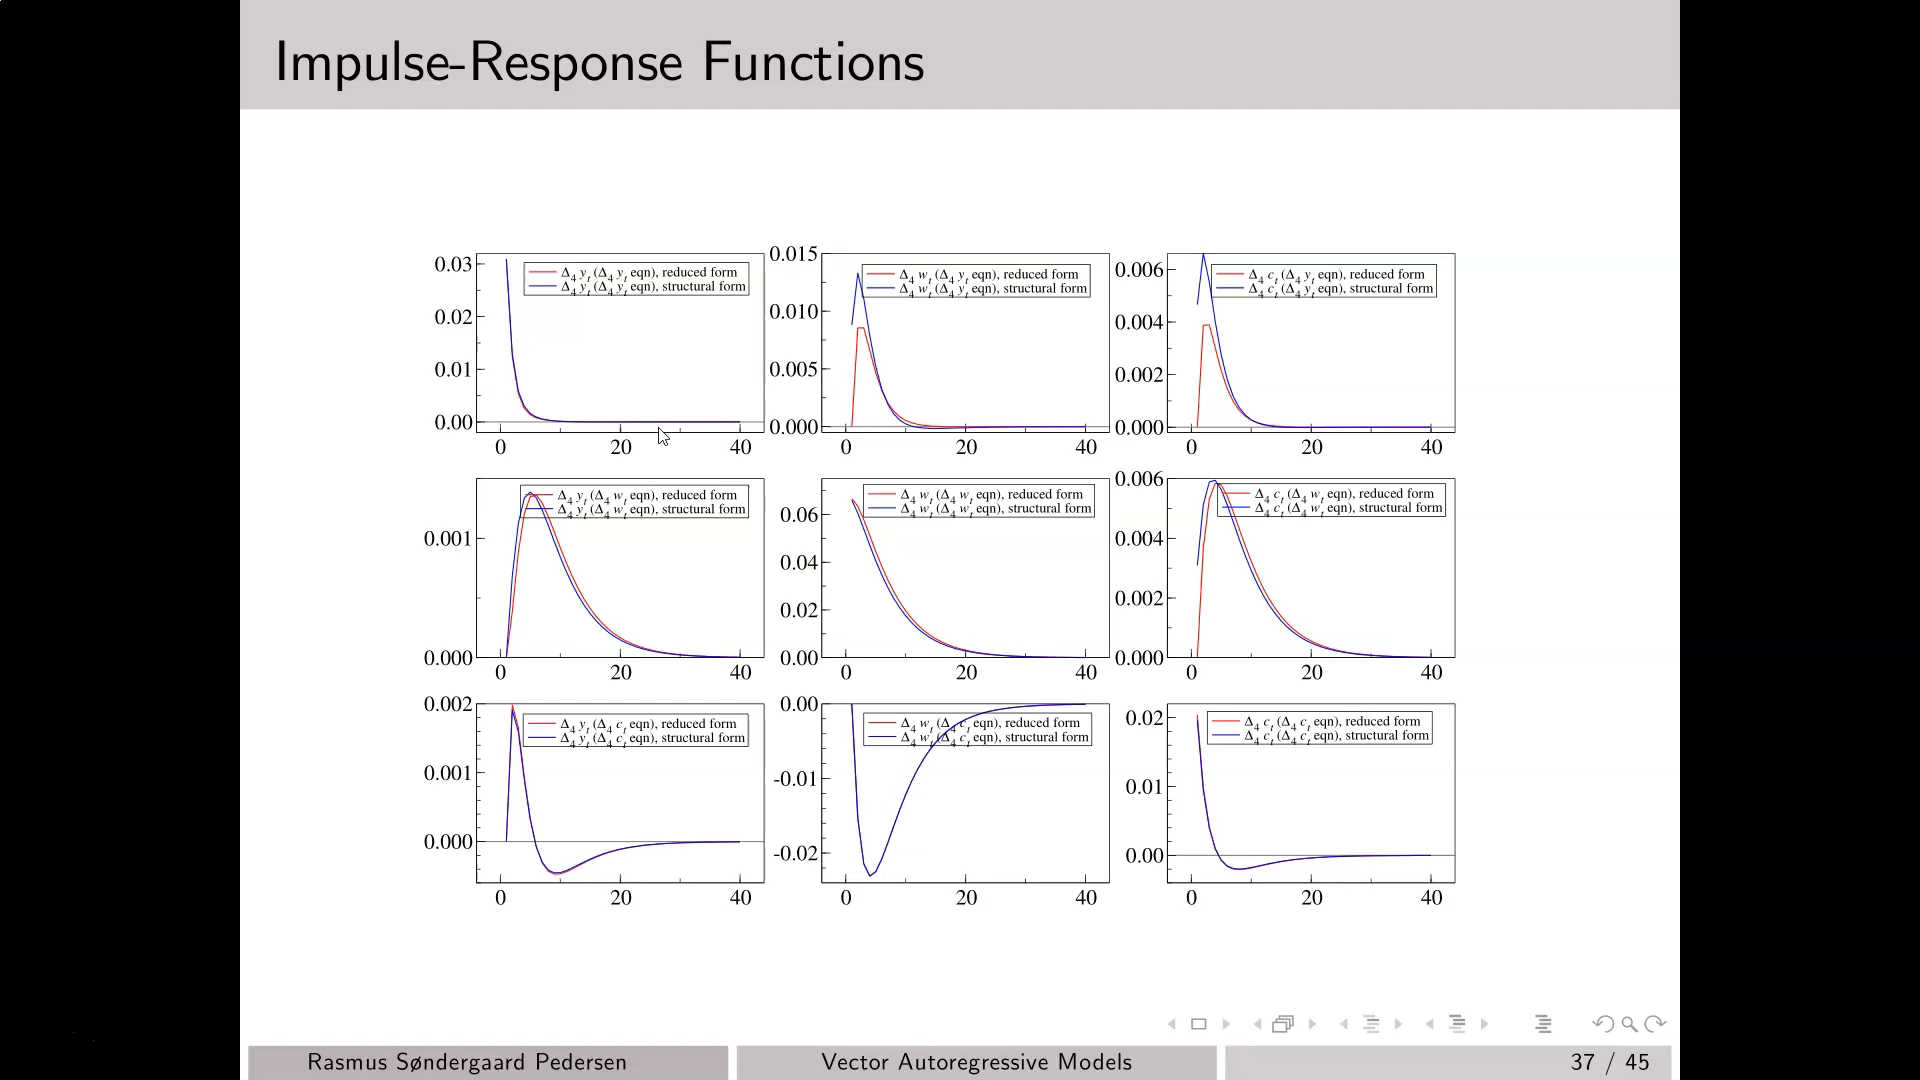 Impulse-Response Functions
0.03
0.02
0.01
0.00
0 20 40
Δ4 yt (Δ4 yt eqn), reduced form
Δ4 yt (Δ4 yt eqn), structural form
0.015
0.010
0.005
0.000
0 20 40
Δ4 wt (Δ4 yt eqn), reduced form
Δ4 wt (Δ4 yt eqn), structural form
0.006
0.004
0.002
0.000
0 20 40
Δ4 ct (Δ4 yt eqn), reduced form
Δ4 ct (Δ4 yt eqn), structural form
0.001
0.000
0 20 40
Δ4 yt (Δ4 wt eqn), reduced form
Δ4 yt (Δ4 wt eqn), structural form
0.06
0.04
0.02
0.00
0 20 40
Δ4 wt (Δ4 wt eqn), reduced form
Δ4 wt (Δ4 wt eqn), structural form
0.006
0.004
0.002
0.000
0 20 40
Δ4 ct (Δ4 wt eqn), reduced form
Δ4 ct (Δ4 wt eqn), structural form
0.002
0.001
0.000
0 20 40
Δ4 yt (Δ4 ct eqn), reduced form
Δ4 yt (Δ4 ct eqn), structural form
0.00
-0.01
-0.02
0 20 40
Δ4 wt (Δ4 ct eqn), reduced form
Δ4 wt (Δ4 ct eqn), structural form
0.02
0.01
0.00
0 20 40
Δ4 ct (Δ4 ct eqn), reduced form
Δ4 ct (Δ4 ct eqn), structural form
Rasmus Søndergaard Pedersen
Vector Autoregressive Models
37 / 45